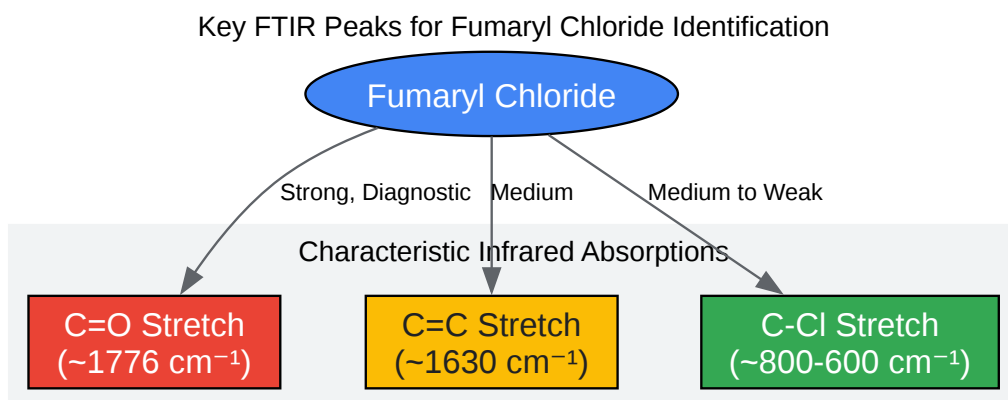 Key FTIR Peaks for Fumaryl Chloride Identification
Fumaryl Chloride
Strong, Diagnostic
Medium
Medium to Weak
Characteristic Infrared Absorptions
C=O Stretch
(~1776 cm⁻¹)
C=C Stretch
(~1630 cm⁻¹)
C-Cl Stretch
(~800-600 cm⁻¹)